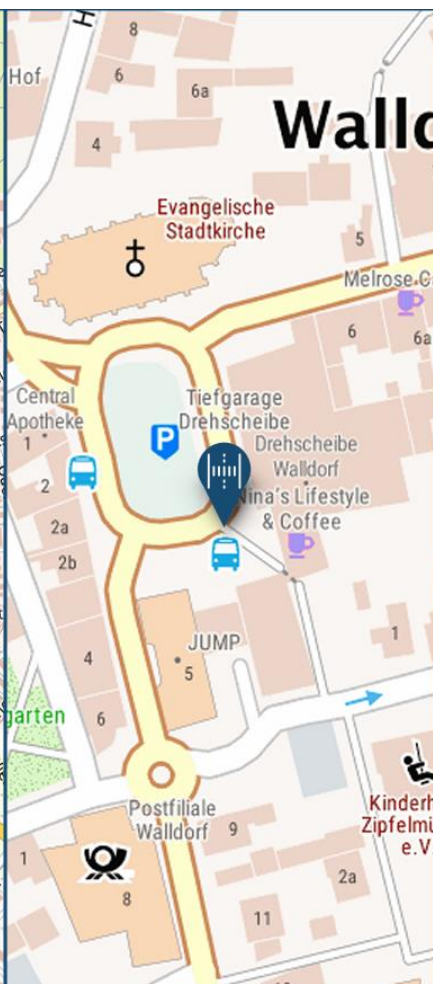 8
Hof
6
6a
Walld
4
Evangelische
Stadtkirche
5
Melrose C
6
6a
Central
Apotheke
Tiefgarage
Drehscheibe
P
1
Drehscheibe
Walldorf
2
Nina's Lifestyle
& Coffee
2a
2b
1
JUMP
4
5
garten
6
Postfiliale
Walldorf
9
Kinderh
Zipfelmü
e.V.
1
8
2a
11